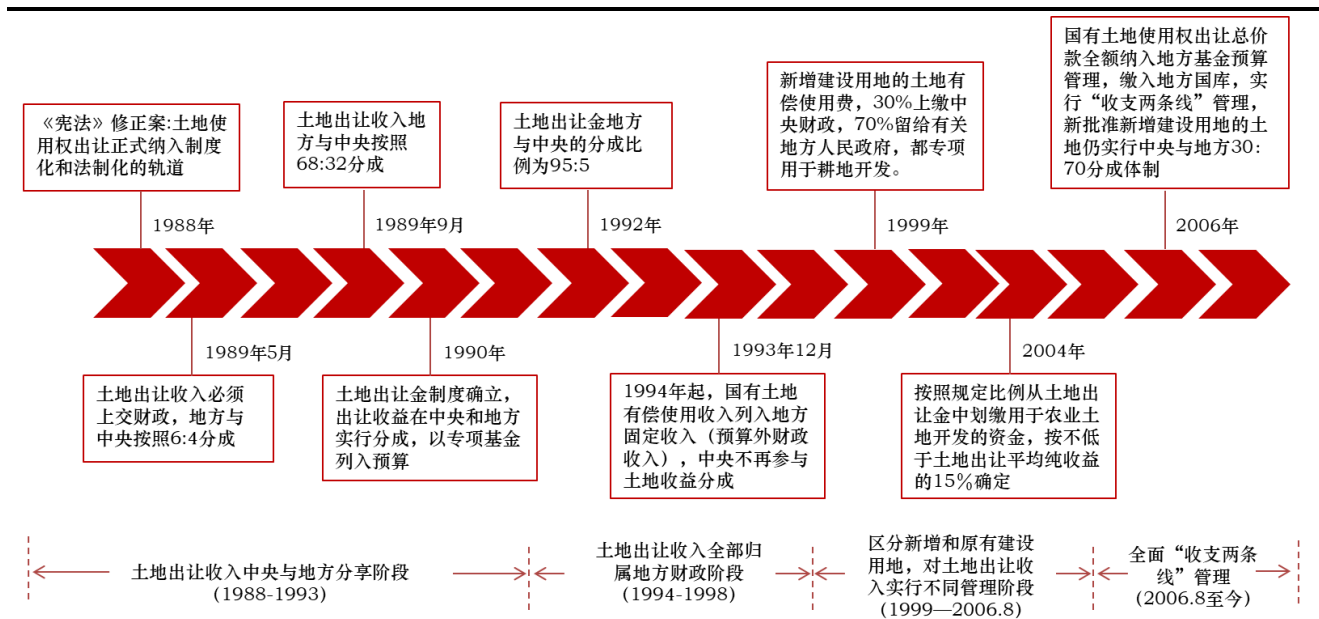 《宪法》修正案:土地使
用权出让正式纳入制度
化和法制化的轨道
1988年
土地出让收入地
方与中央按照
68:32分成
1989年9月
土地出让金地方
与中央的分成比
例为95:5
1992年
新增建设用地的土地有
偿使用费，30%上缴中
央财政，70%留给有关
地方人民政府，都专项
用于耕地开发。
1999年
国有土地使用权出让总价
款全额纳入地方基金预算
管理，缴入地方国库，实
行“收支两条线”管理，
新批准新增建设用地的土
地仍实行中央与地方30:
70分成体制
2006年
1989年5月
土地出让收入必须
上交财政，地方与
中央按照6:4分成
1990年
土地出让金制度确立，
出让收益在中央和地方
实行分成，以专项基金
列入预算
1993年12月
1994年起，国有土地
有偿使用收入列入地方
固定收入（预算外财政
收入），中央不再参与
土地收益分成
2004年
按照规定比例从土地出
让金中划缴用于农业土
地开发的资金，按不低
于土地出让平均纯收益
的15%确定
土地出让收入中央与地方分享阶段
(1988-1993)
土地出让收入全部归
属地方财政阶段
(1994-1998)
区分新增和原有建设
用地，对土地出让收
入实行不同管理阶段
(1999—2006.8)
全面“收支两条
线”管理
(2006.8至今)